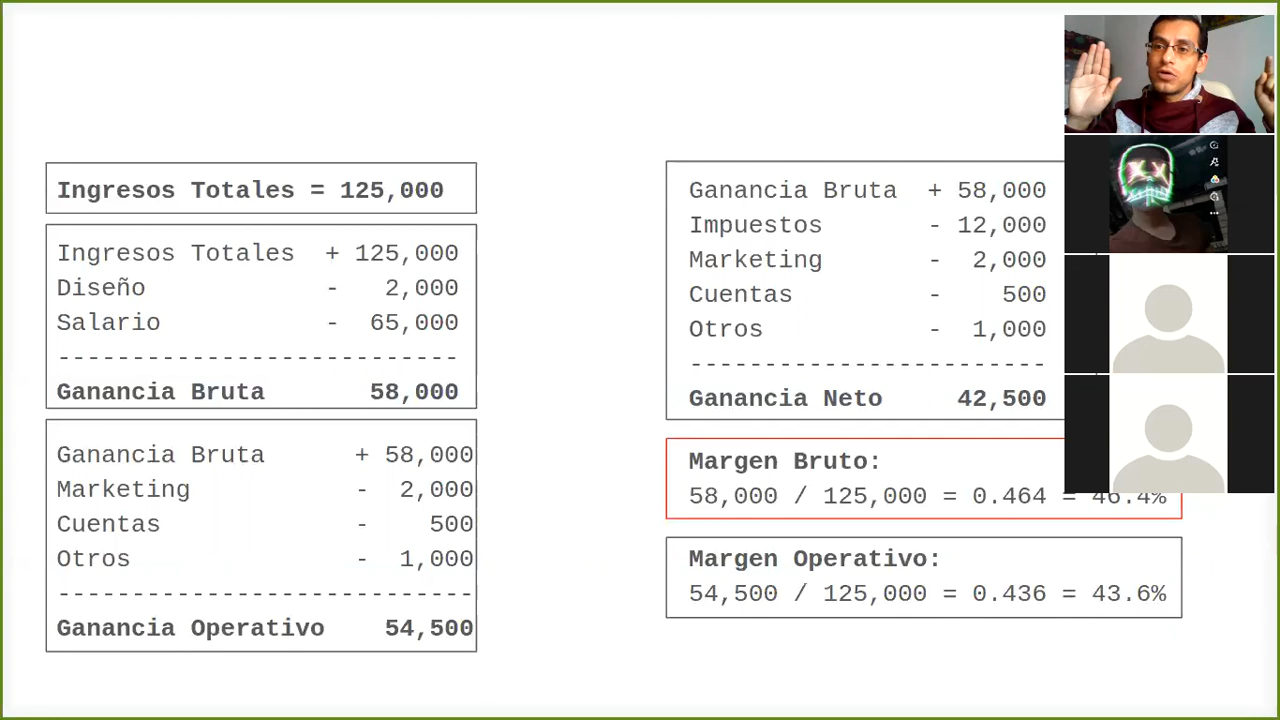 Ingresos Totales = 125,000
Ingresos Totales + 125,000
Diseño - 2,000
Salario - 65,000
---------------------------
Ganancia Bruta 58,000
Ganancia Bruta + 58,000
Marketing - 2,000
Cuentas - 500
Otros - 1,000
----------------------------
Ganancia Operativo 54,500
Ganancia Bruta + 58,000
Impuestos - 12,000
Marketing - 2,000
Cuentas - 500
Otros - 1,000
------------------------
Ganancia Neto 42,500
Margen Bruto:
58,000 / 125,000 = 0.464 = 46.4%
Margen Operativo:
54,500 / 125,000 = 0.436 = 43.6%